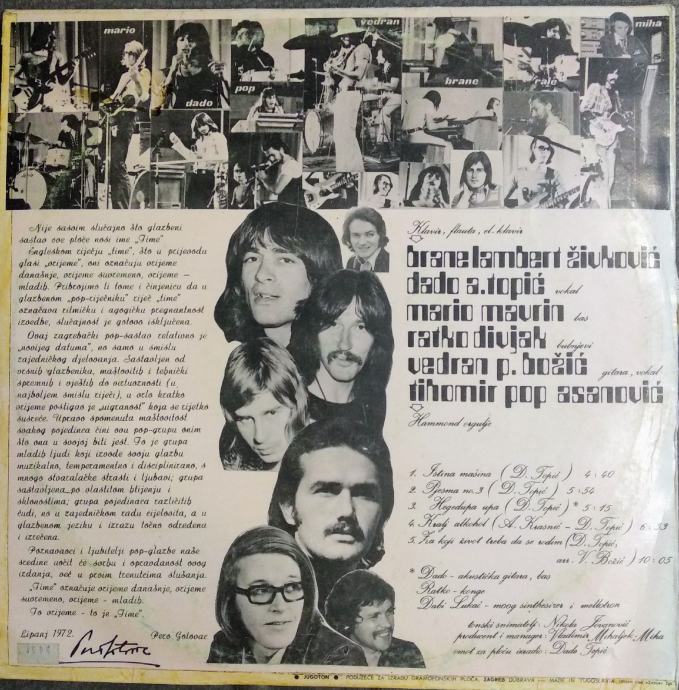 mario
dado
pop
vedran
brane
rale
miha
Nije sasvim slučajno što glazbeni
sastav ove ploče nosi ime „Time"
Engleskom riječju „time", što u prijevodu
glasi „vrijeme", oni označuju vrijeme
današnje, vrijeme suvremeno, vrijeme —
mladih. Pribrojimo li tome i činjenicu da u
glazbenom „pop-rječniku" riječ „time"
označava ritmičku i agogičku pregnantnost
izvedbe, slučajnost je gotovo isključena.
Ovaj zagrebački pop-sastav relativno je
„novijeg datuma", no samo u smislu
zajedničkog djelovanja. Sastavljen od
vrsnih glazbenika, maštovitih i tehnički
spremnih i vještih do virtuoznosti (u
najboljem smislu riječi), u vrlo kratko
vrijeme postigao je „uigranost" koja se rijetko
susreće. Upravo spomenuta maštovitost
svakog pojedinca čini ovu pop-grupu onim
što ona u svojoj biti jest. To je grupa
mladih ljudi koji izvode svoju glazbu
muzikalno, temperamentno i disciplinirano, s
mnogo stvaralačke strasti i ljubavi; grupa
sastavljena po vlastitom htijenju i
sklonostima; grupa pojedinaca različitih
ćudi, no u zajedničkom radu cjelovita, a u
glazbenom jeziku i izrazu točno određena
i izrečena.
Poznavaoci i ljubitelji pop-glazbe naše
sredine uočit će svrhu i opravdanost ovog
izdanja, već u prvim trenucima slušanja.
„Time" označuje vrijeme današnje, vrijeme
suvremeno, vrijeme - mladih.
To vrijeme - to je „Time".
Lipanj 1972.
Pero Gotovac
Klavir, flauta, el. klavir
brane lambert živković
dado a. topić vokal
mario mavrin bas
ratko divjak bubnjevi
vedran p. božić gitara, vokal
tihomir pop asanović
Hammond orgulje
1. Istina mašina ( D. Topić ) 4:40
2. Pjesma no. 3 ( D. Topić ) 5:54
3. Hegedupa upa ( D. Topić ) * 5:15
4. Kralj alkohol ( A. Krasnić - D. Topić ) 6:53
5. Za koji život treba da se rodim (D. Topić,
arr. V. Božić ) 10:05
* Dado - akustička gitara, bas
Ratko - konge
Dabi Lukač - moog sinthesizer i mellotron
tonski snimatelj: Nikola Jovanović
producent i manager: Vladimir Mihaljek - Miha
omot za ploču izradio: Dado Topić
● JUGOTON ● PODUZEĆE ZA IZRADU GRAMOFONSKIH PLOČA, ZAGREB DUBRAVA — MADE IN YUGOSLAVIA